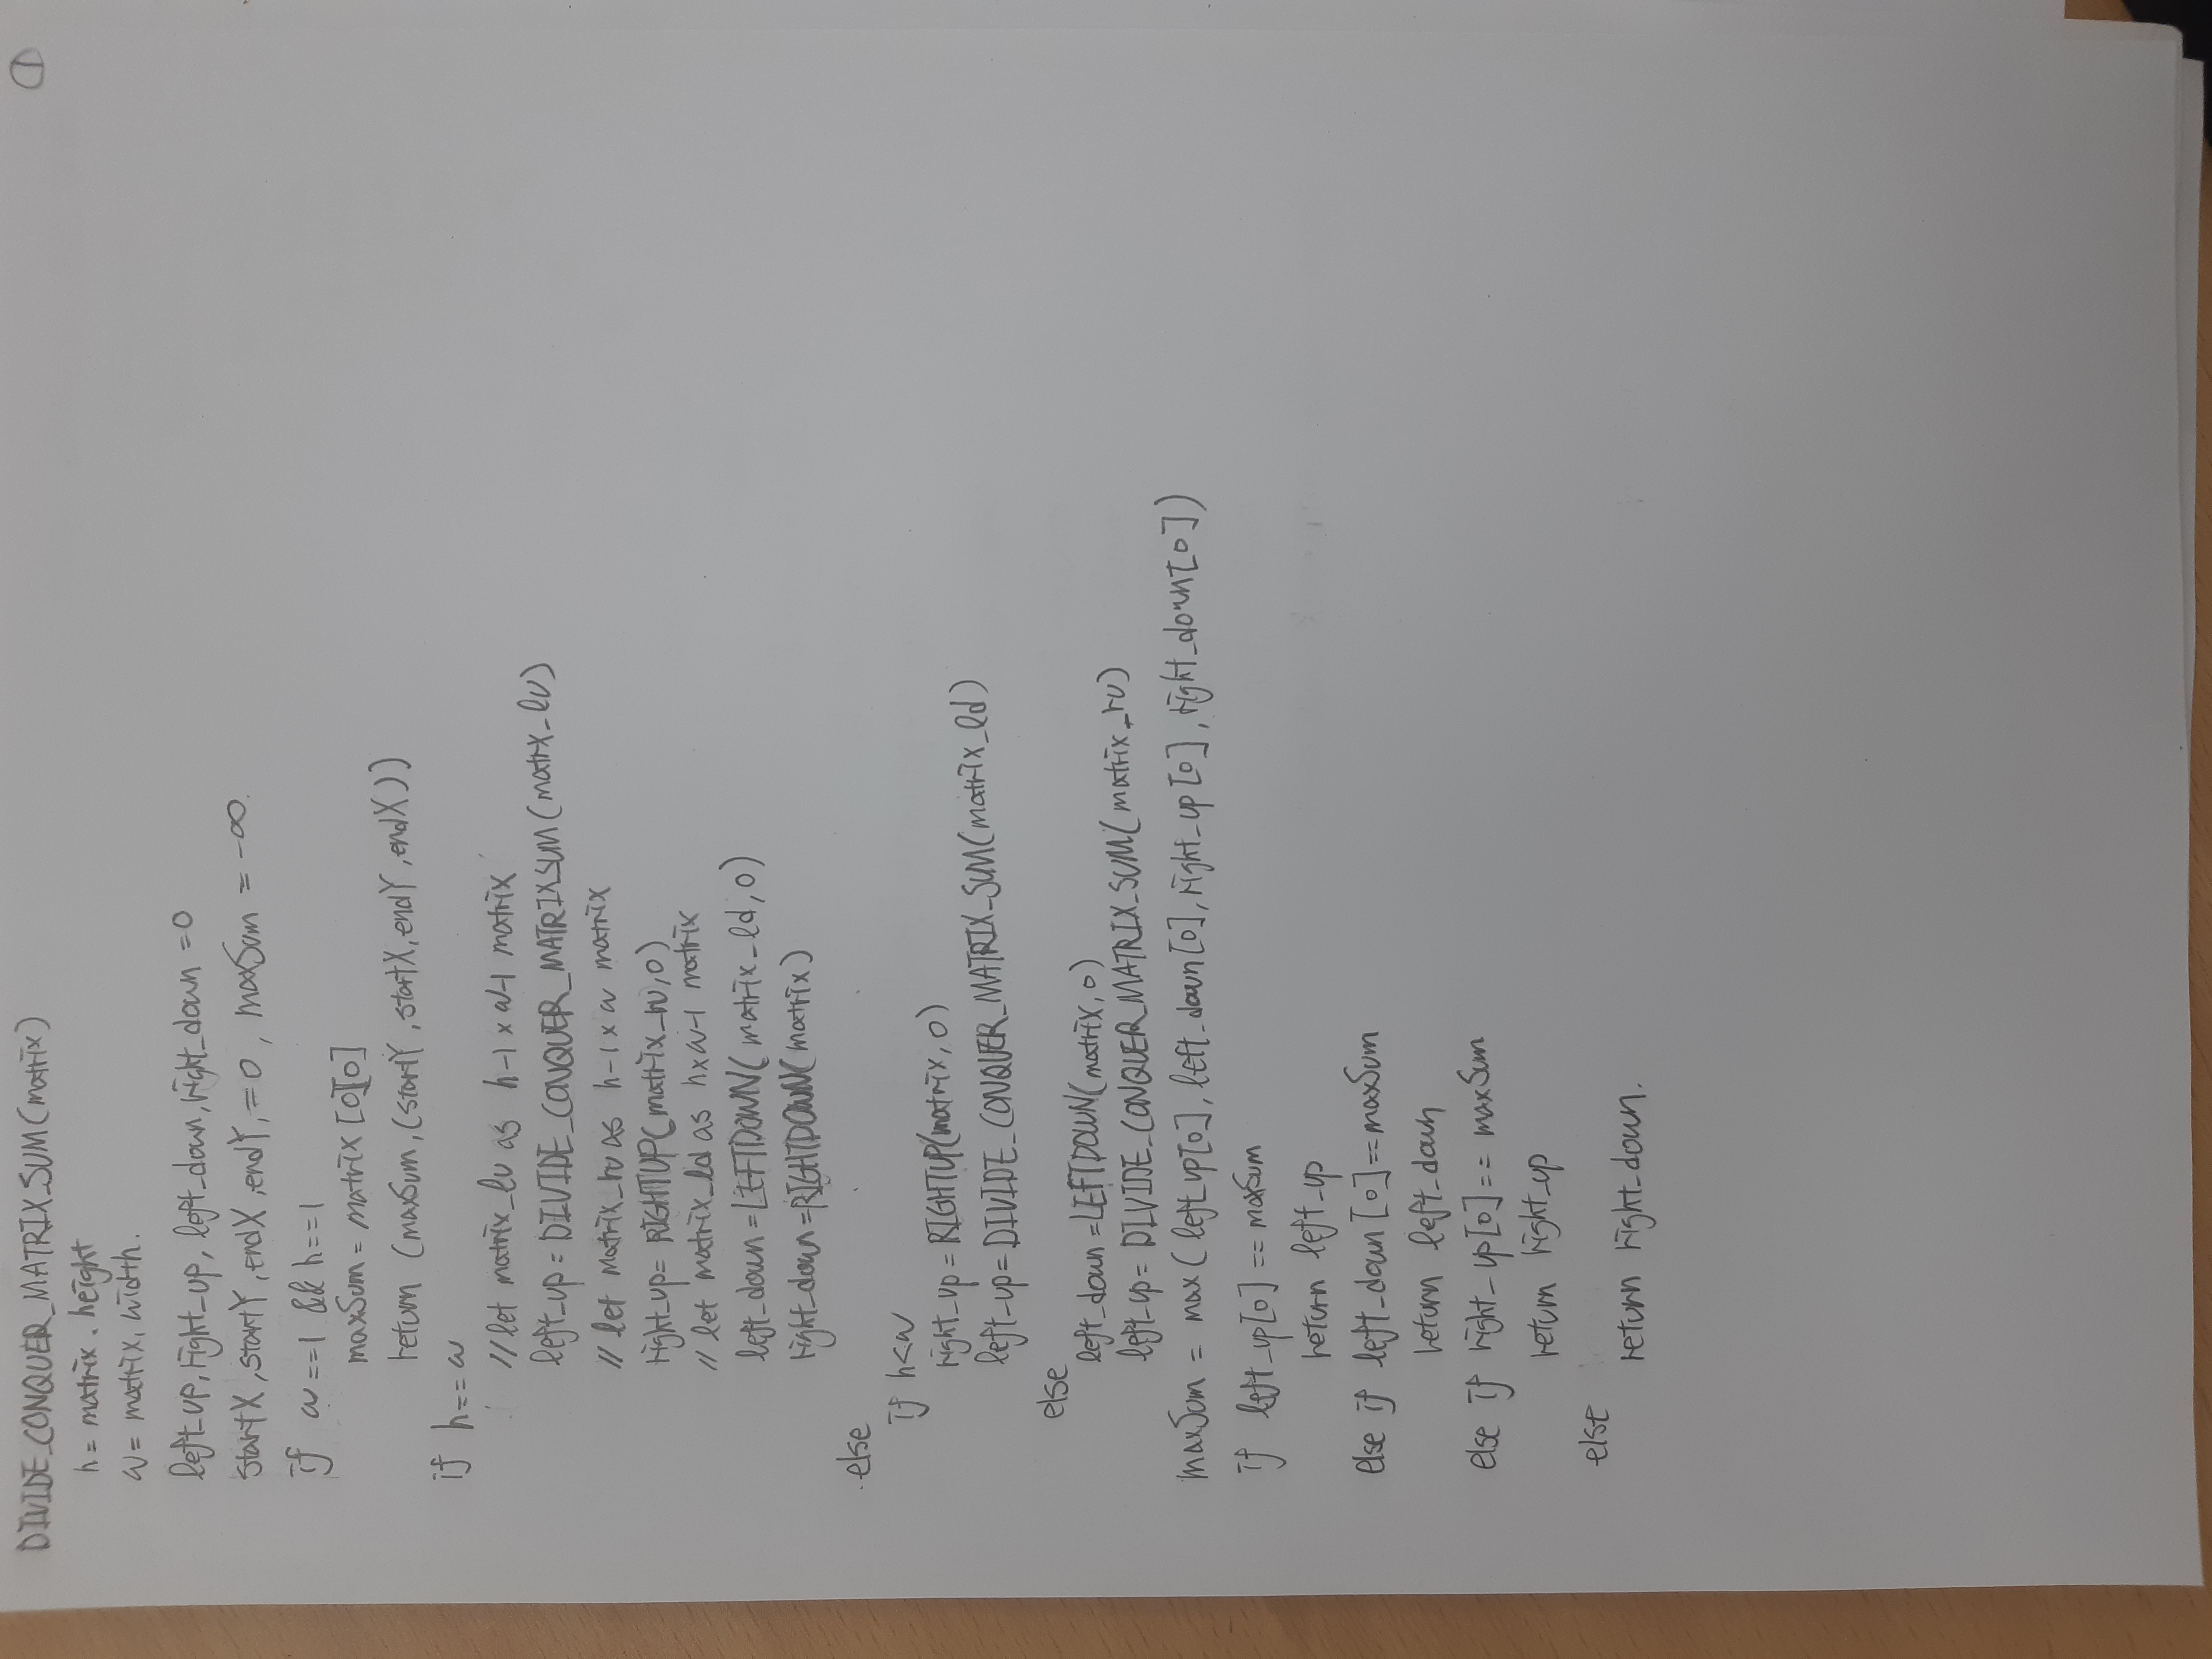 DIVIDE_CONQUER_MATRIX_SUM(matrix)
①
h = matrix . height
w = matrix. width.
left_up, right_up, left_down, right_down = 0
startX, startY, endX, endY, = 0, maxSum = -∞.
if w==1 && h==1
maxSum = matrix [0][0]
return (maxSum, (startY, startX, endY, endX))
if h == w
//let matrix_lu as h-1 x w-1 matrix
left_up = DIVIDE_CONQUER_MATRIXSUM(matrx_lu)
// let matrix_ru as h-1 x w matrix
right_up= RIGHTUP(matrix_ru, 0)
// let matrix_ld as h x w-1 matrix
left_down = LEFTDOWN( matrix_ld, 0)
right_down = RIGHTDOWN( matrix)
else
if h<w
right_up = RIGHTUP(matrix, 0)
left_up = DIVIDE_CONQUER_MATRIX_SUM(matrix_ld)
else
left_down = LEFTDOWN(matrix, 0)
left_up = DIVIDE_CONQUER_MATRIX_SUM( matrix_ru)
maxSum = max ( left_up[0], left_down[0], right_up[0], right_down[0])
if left_up[0] == maxSum
return left_up
else if left_down [0] == maxSum
return left_down
else if right_up[0] == maxSum
return right_up
else
return right_down.